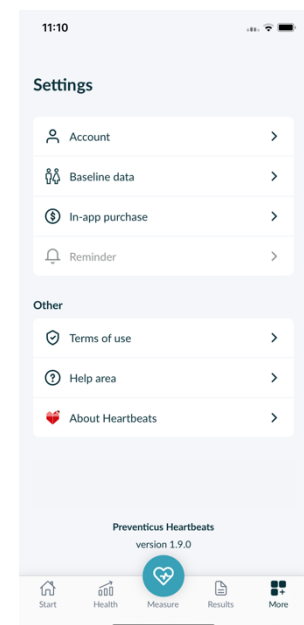 11:10
Settings
Account
Baseline data
In-app purchase
Reminder
Other
Terms of use
Help area
About Heartbeats
Preventicus Heartbeats
version 1.9.0
Start Health Measure Results More